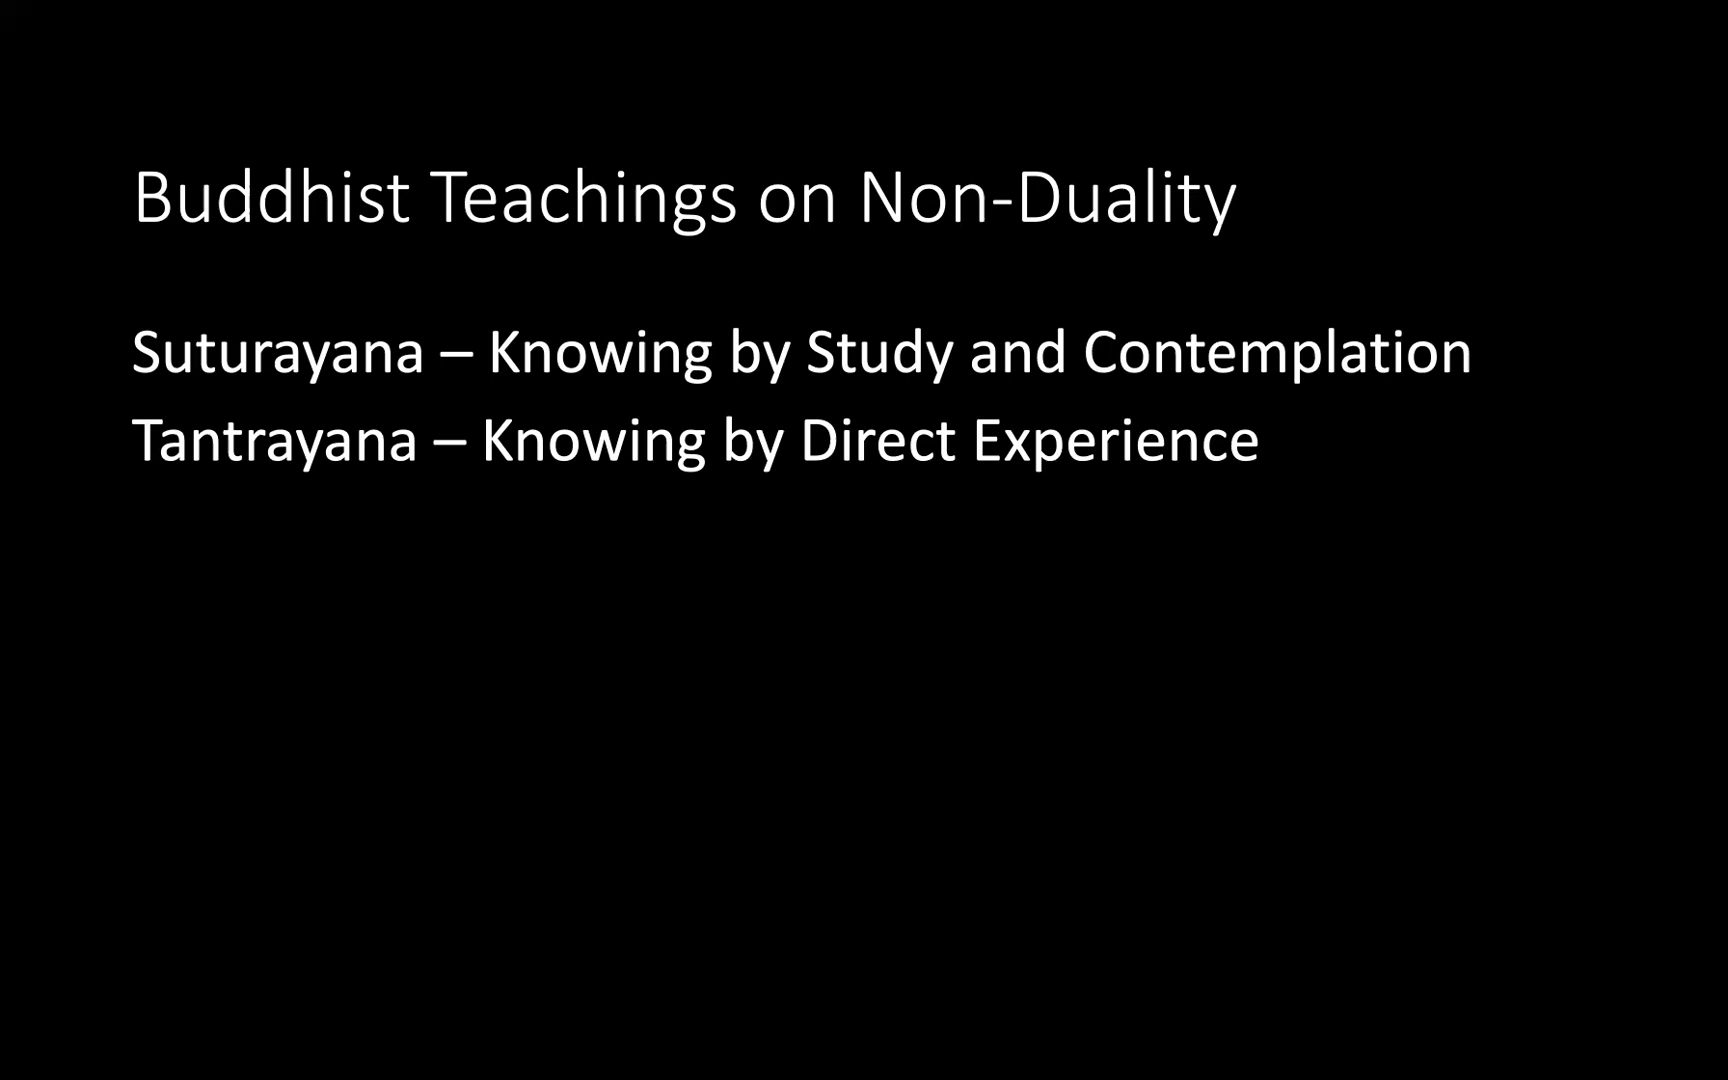 Buddhist Teachings on Non-Duality
Suturayana – Knowing by Study and Contemplation
Tantrayana – Knowing by Direct Experience